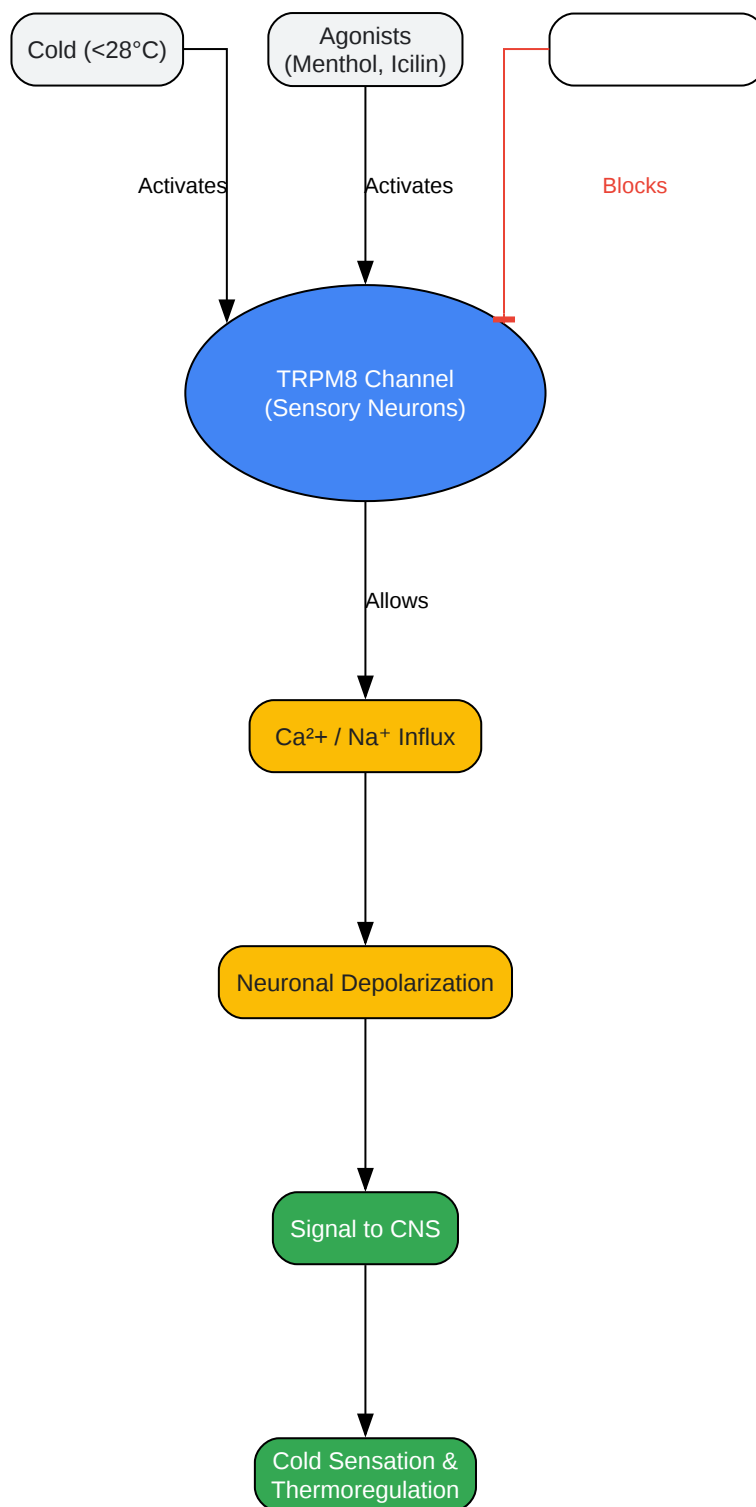 Cold (<28°C)
Agonists
(Menthol, Icilin)
Activates
Activates
Blocks
TRPM8 Channel
(Sensory Neurons)
Allows
Ca²+ / Na⁺ Influx
Neuronal Depolarization
Signal to CNS
Cold Sensation &
Thermoregulation